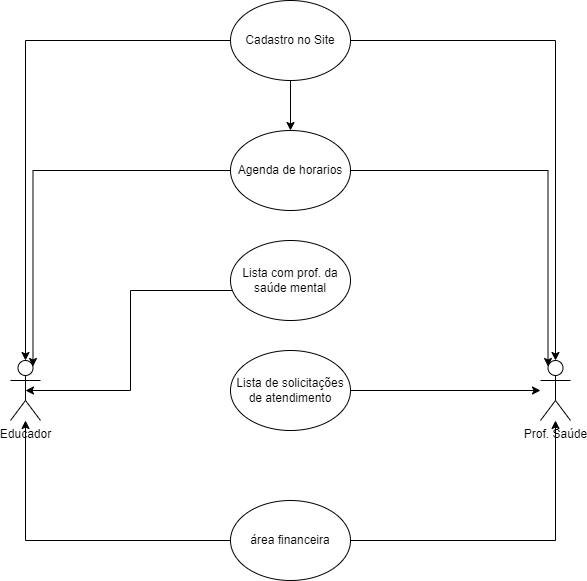 Cadastro no Site
Agenda de horarios
Lista com prof. da
saúde mental
Lista de solicitações
de atendimento
Educador
Prof. Saúde
área financeira